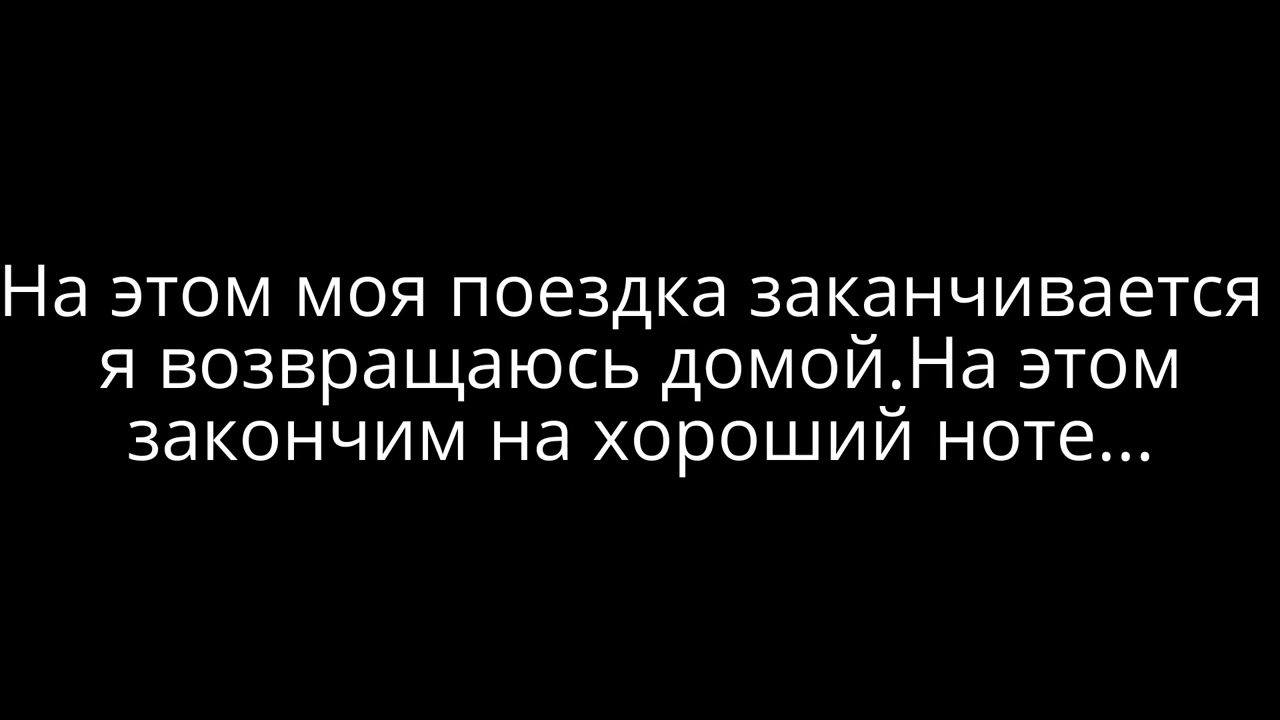 На этом моя поездка заканчивается
я возвращаюсь домой.На этом
закончим на хороший ноте...